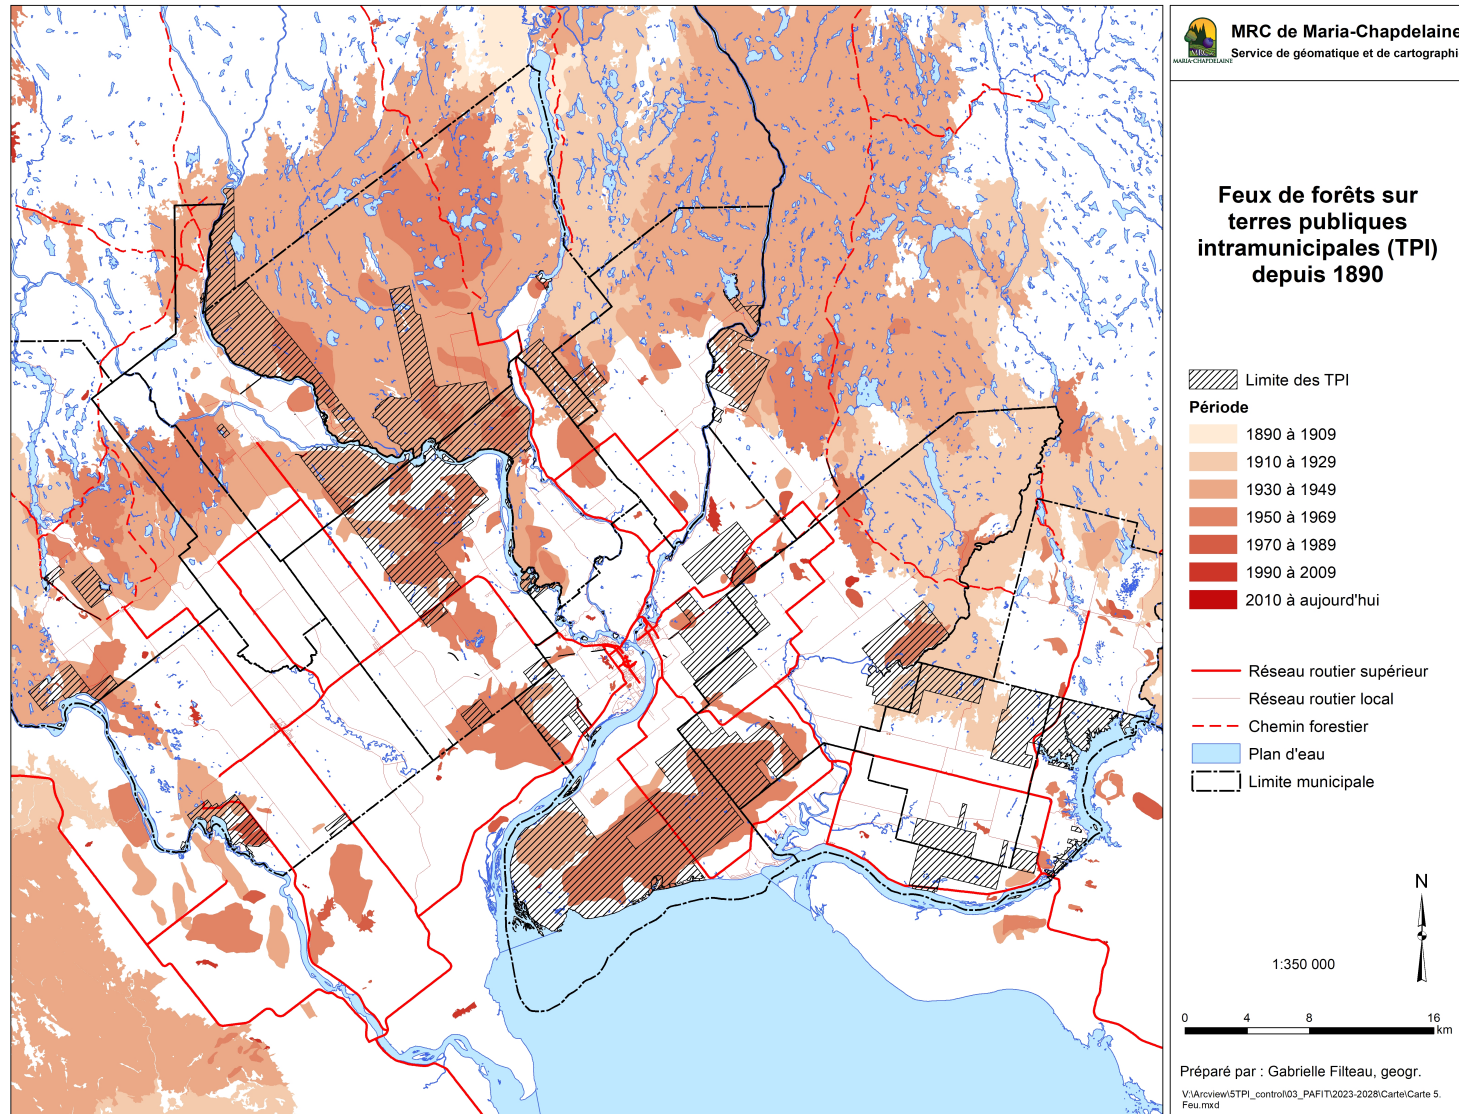 MRC de Maria-Chapdelaine
Service de géomatique et de cartographi
MRC
MARIA-CHAPDELAINE
Feux de forêts sur
terres publiques
intramunicipales (TPI)
depuis 1890
Limite des TPI
Période
1890 à 1909
1910 à 1929
1930 à 1949
1950 à 1969
1970 à 1989
1990 à 2009
2010 à aujourd'hui
Réseau routier supérieur
Réseau routier local
Chemin forestier
Plan d'eau
Limite municipale
N
1:350 000
0 4 8 16
km
Préparé par : Gabrielle Filteau, geogr.
V:\Arcview\5TPI_control\03_PAFIT\2023-2028\Carte\Carte 5.
Feu.mxd